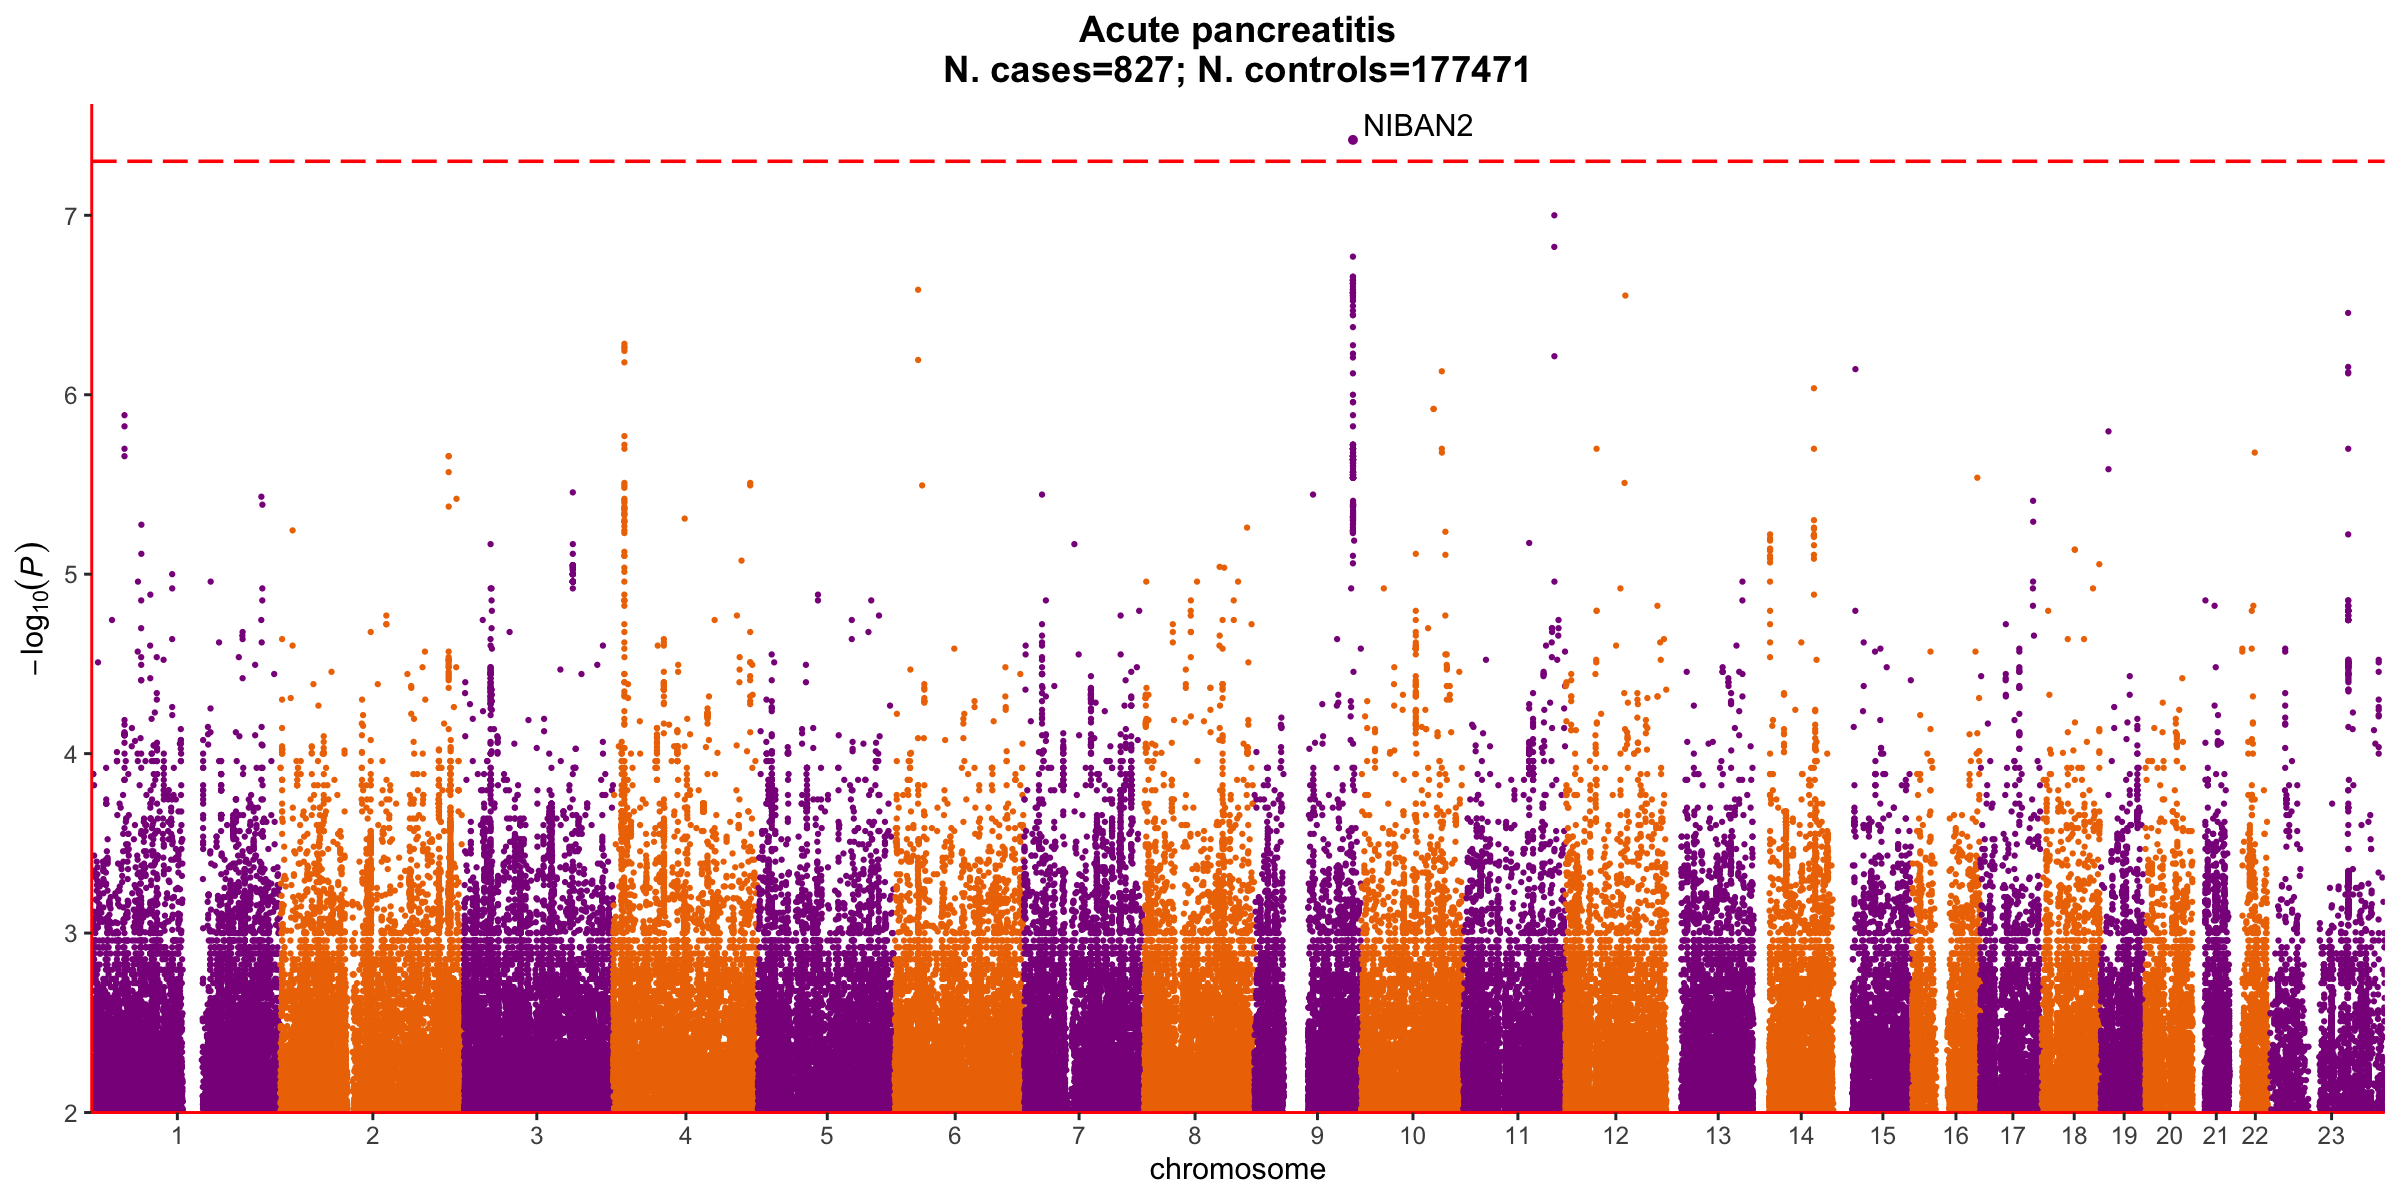 Acute pancreatitis
N. cases=827; N. controls=177471
NIBAN2
7
6
5
4
3
2
−log10(P)
1 2 3 4 5 6 7 8 9 10 11 12 13 14 15 16 17 18 19 20 21 22 23
chromosome